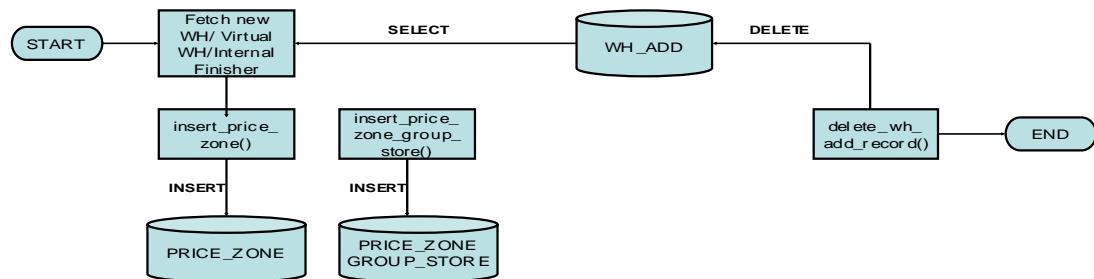 START
Fetch new
WH/ Virtual
WH/Internal
Finisher
SELECT
WH_ADD
DELETE
insert_price_
zone()
insert_price_
zone_group_
store()
delete_wh_
add_record()
END
INSERT
INSERT
PRICE_ZONE
PRICE_ZONE
GROUP_STORE